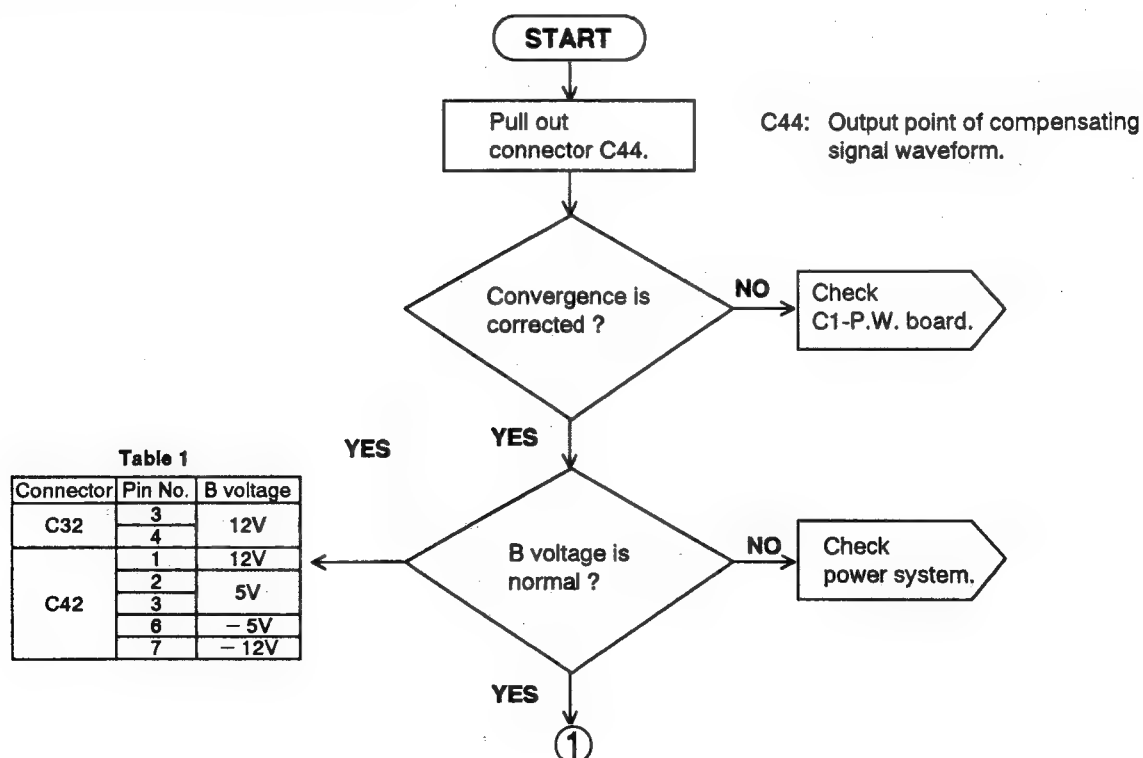 START
Pull out
connector C44.
C44: Output point of compensating
signal waveform.
Convergence is
corrected ?
NO
Check
C1-P.W. board.
YES
YES
Table 1
Connector Pin No. B voltage
C32 3 12V
4
C42 1 12V
2 5V
3
6 – 5V
7 – 12V
B voltage is
normal ?
NO
Check
power system.
YES
1